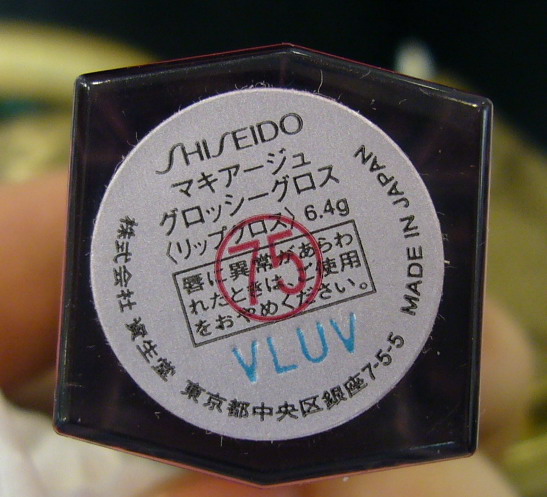 SHISEIDO
マキアージュ
グロッシーグロス
〈リップグロス〉6.4g
75
唇に異常があらわ
れたときは、ご使用
をおやめください。
VLUV
株式会社 資生堂 東京都中央区銀座7-5-5 MADE IN JAPAN